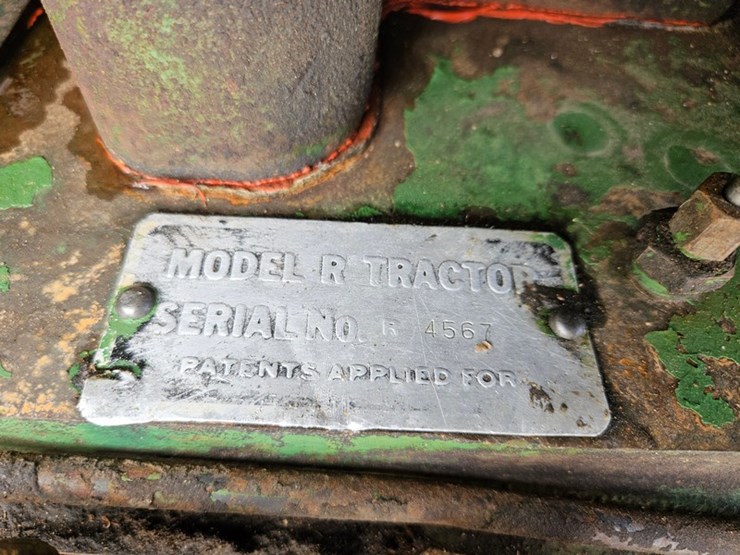 MODEL R TRACTOR
SERIAL NO. R 4567
PATENTS APPLIED FOR